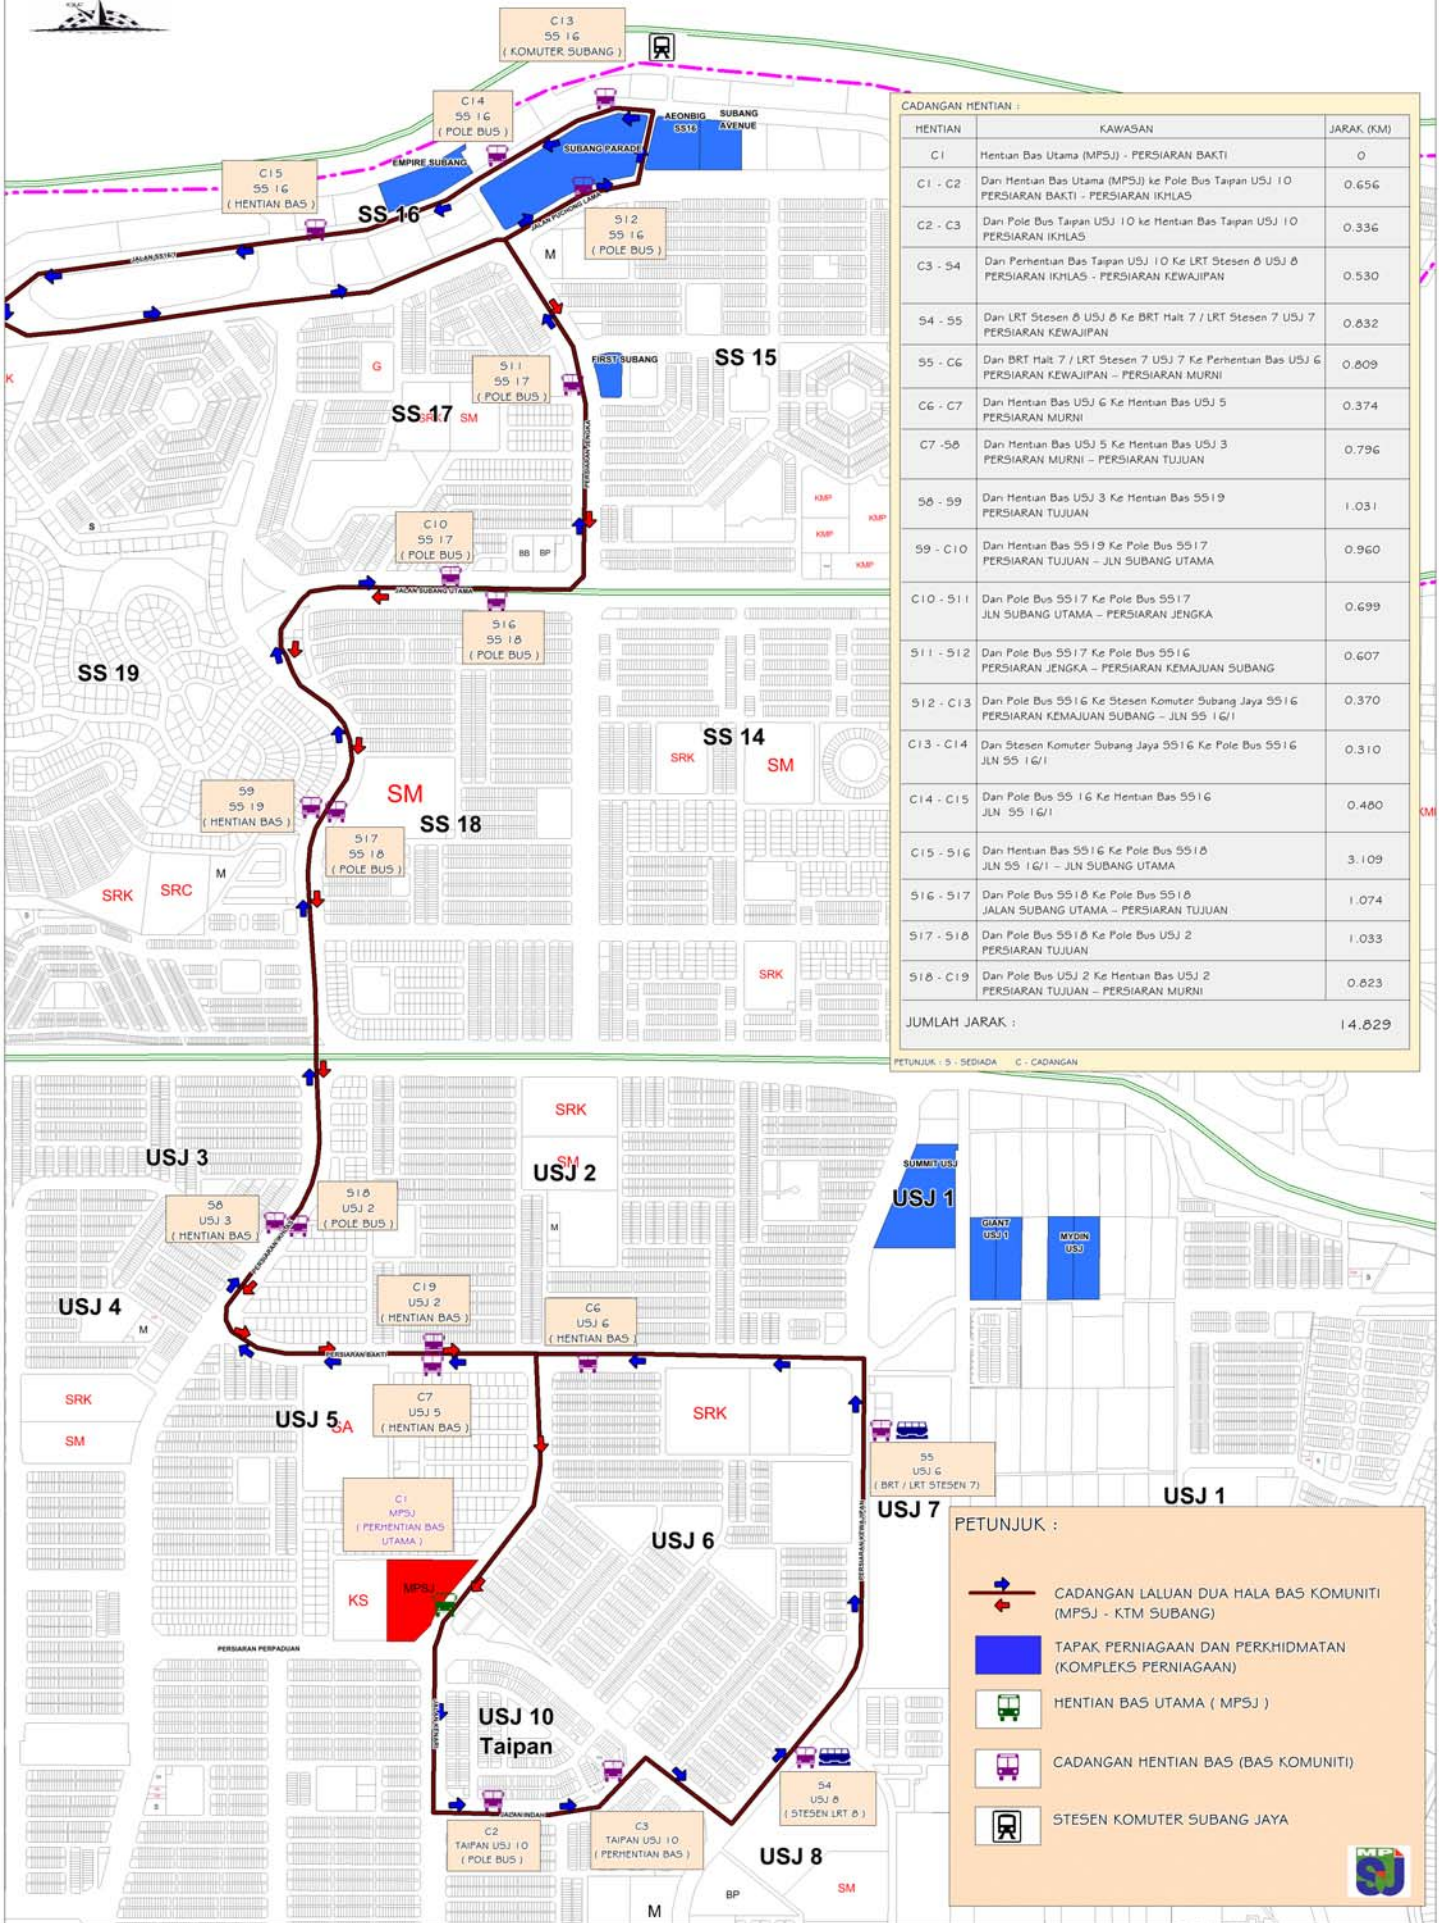 C13
SS 16
( KOMUTER SUBANG )
C14
SS 16
( POLE BUS )
C15
SS 16
( HENTIAN BAS )
EMPIRE SUBANG
SUBANG PARADE
AEONBIG
SS16
SUBANG
AVENUE
SS 16
S12
SS 16
( POLE BUS )
JALAN PUCHONG LAMA
M
FIRST SUBANG
SS 15
S11
SS 17
( POLE BUS )
G
K
SS 17
SRK
SM
PERSIARAN JENGKA
S
C10
SS 17
( POLE BUS )
BB
BP
KMP
KMP
KMP
KMP
JALAN SUBANG UTAMA
S16
SS 18
( POLE BUS )
SS 19
SS 14
SRK
SM
S9
SS 19
( HENTIAN BAS )
SM
SS 18
S17
SS 18
( POLE BUS )
M
SRK
SRC
SRK
CADANGAN HENTIAN :
HENTIAN KAWASAN JARAK (KM)
C1 Hentian Bas Utama (MPSJ) - PERSIARAN BAKTI 0
C1 - C2 Dari Hentian Bas Utama (MPSJ) ke Pole Bus Taipan USJ 10 0.656
PERSIARAN BAKTI - PERSIARAN IKHLAS
C2 - C3 Dari Pole Bus Taipan USJ 10 ke Hentian Bas Taipan USJ 10 0.336
PERSIARAN IKHLAS
C3 - S4 Dari Perhentian Bas Taipan USJ 10 Ke LRT Stesen 8 USJ 8 0.530
PERSIARAN IKHLAS - PERSIARAN KEWAJIPAN
S4 - S5 Dari LRT Stesen 8 USJ 8 Ke BRT Halt 7 / LRT Stesen 7 USJ 7 0.832
PERSIARAN KEWAJIPAN
S5 - C6 Dari BRT Halt 7 / LRT Stesen 7 USJ 7 Ke Perhentian Bas USJ 6 0.809
PERSIARAN KEWAJIPAN – PERSIARAN MURNI
C6 - C7 Dari Hentian Bas USJ 6 Ke Hentian Bas USJ 5 0.374
PERSIARAN MURNI
C7 -S8 Dari Hentian Bas USJ 5 Ke Hentian Bas USJ 3 0.796
PERSIARAN MURNI – PERSIARAN TUJUAN
S8 - S9 Dari Hentian Bas USJ 3 Ke Hentian Bas SS19 1.031
PERSIARAN TUJUAN
S9 - C10 Dari Hentian Bas SS19 Ke Pole Bus SS17 0.960
PERSIARAN TUJUAN – JLN SUBANG UTAMA
C10 - S11 Dari Pole Bus SS17 Ke Pole Bus SS17 0.699
JLN SUBANG UTAMA – PERSIARAN JENGKA
S11 - S12 Dari Pole Bus SS17 Ke Pole Bus SS16 0.607
PERSIARAN JENGKA – PERSIARAN KEMAJUAN SUBANG
S12 - C13 Dari Pole Bus SS16 Ke Stesen Komuter Subang Jaya SS16 0.370
PERSIARAN KEMAJUAN SUBANG – JLN SS 16/1
C13 - C14 Dari Stesen Komuter Subang Jaya SS16 Ke Pole Bus SS16 0.310
JLN SS 16/1
C14 - C15 Dari Pole Bus SS 16 Ke Hentian Bas SS16 0.480
JLN SS 16/1
C15 - S16 Dari Hentian Bas SS16 Ke Pole Bus SS18 3.109
JLN SS 16/1 – JLN SUBANG UTAMA
S16 - S17 Dari Pole Bus SS18 Ke Pole Bus SS18 1.074
JALAN SUBANG UTAMA – PERSIARAN TUJUAN
S17 - S18 Dari Pole Bus SS18 Ke Pole Bus USJ 2 1.033
PERSIARAN TUJUAN
S18 - C19 Dari Pole Bus USJ 2 Ke Hentian Bas USJ 2 0.823
PERSIARAN TUJUAN – PERSIARAN MURNI
JUMLAH JARAK : 14.829
PETUNJUK : S - SEDIADA C - CADANGAN
USJ 3
SRK
SM
USJ 2
SUMMIT USJ
USJ 1
GIANT
USJ 1
MYDIN
USJ
S8
USJ 3
( HENTIAN BAS )
S18
USJ 2
( POLE BUS )
M
S
USJ 4
M
C19
USJ 2
( HENTIAN BAS )
C6
USJ 6
( HENTIAN BAS )
PERSIARAN BAKTI
SRK
SM
USJ 5
SA
C7
USJ 5
( HENTIAN BAS )
SRK
S5
USJ 6
( BRT / LRT STESEN 7)
USJ 7
USJ 1
C1
MPSJ
( PERHENTIAN BAS
UTAMA )
USJ 6
PERSIARAN KEWAJIPAN
KS
MPSJ
PERSIARAN PERPADUAN
USJ 10
Taipan
JALAN KENARI
JALAN INDAH
S
C2
TAIPAN USJ 10
( POLE BUS )
C3
TAIPAN USJ 10
( PERHENTIAN BAS )
S4
USJ 8
( STESEN LRT 8 )
USJ 8
SM
BP
M
PETUNJUK :
CADANGAN LALUAN DUA HALA BAS KOMUNITI
(MPSJ - KTM SUBANG)
TAPAK PERNIAGAAN DAN PERKHIDMATAN
(KOMPLEKS PERNIAGAAN)
HENTIAN BAS UTAMA ( MPSJ )
CADANGAN HENTIAN BAS (BAS KOMUNITI)
STESEN KOMUTER SUBANG JAYA
MP
SJ